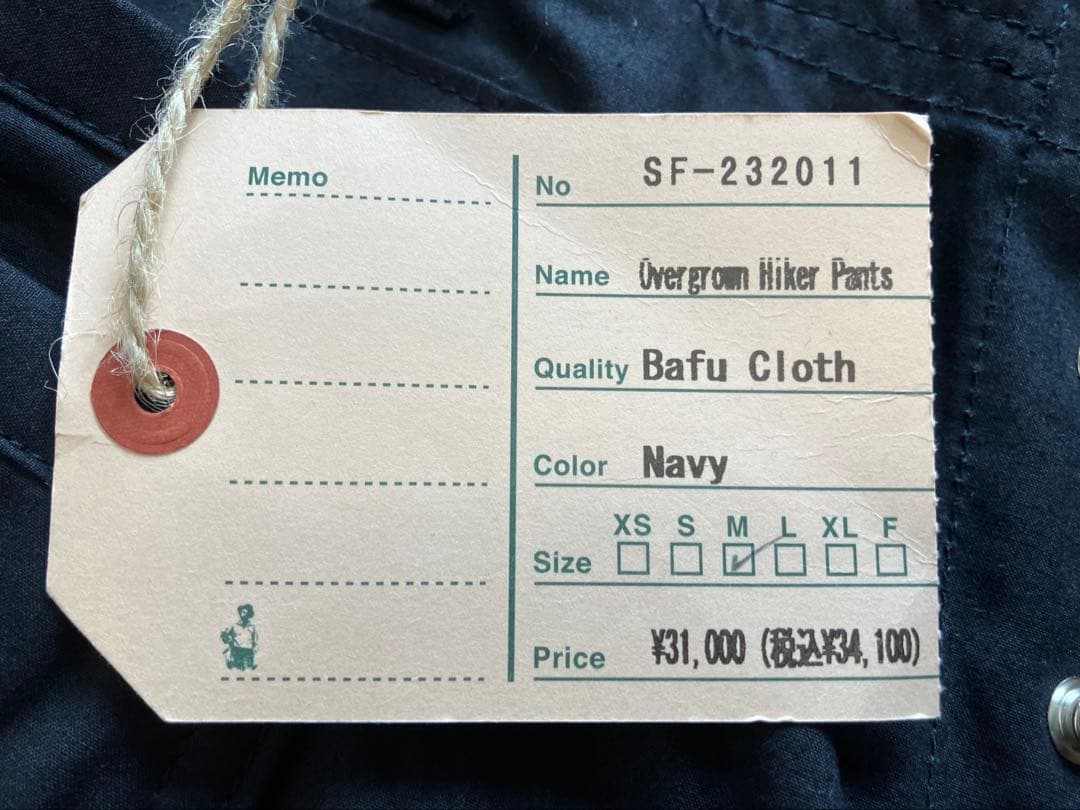 Memo
No SF-232011
Name Overgrown Hiker Pants
Quality Bafu Cloth
Color Navy
XS S M L XL F
Size
Price ¥31,000 (税込¥34,100)